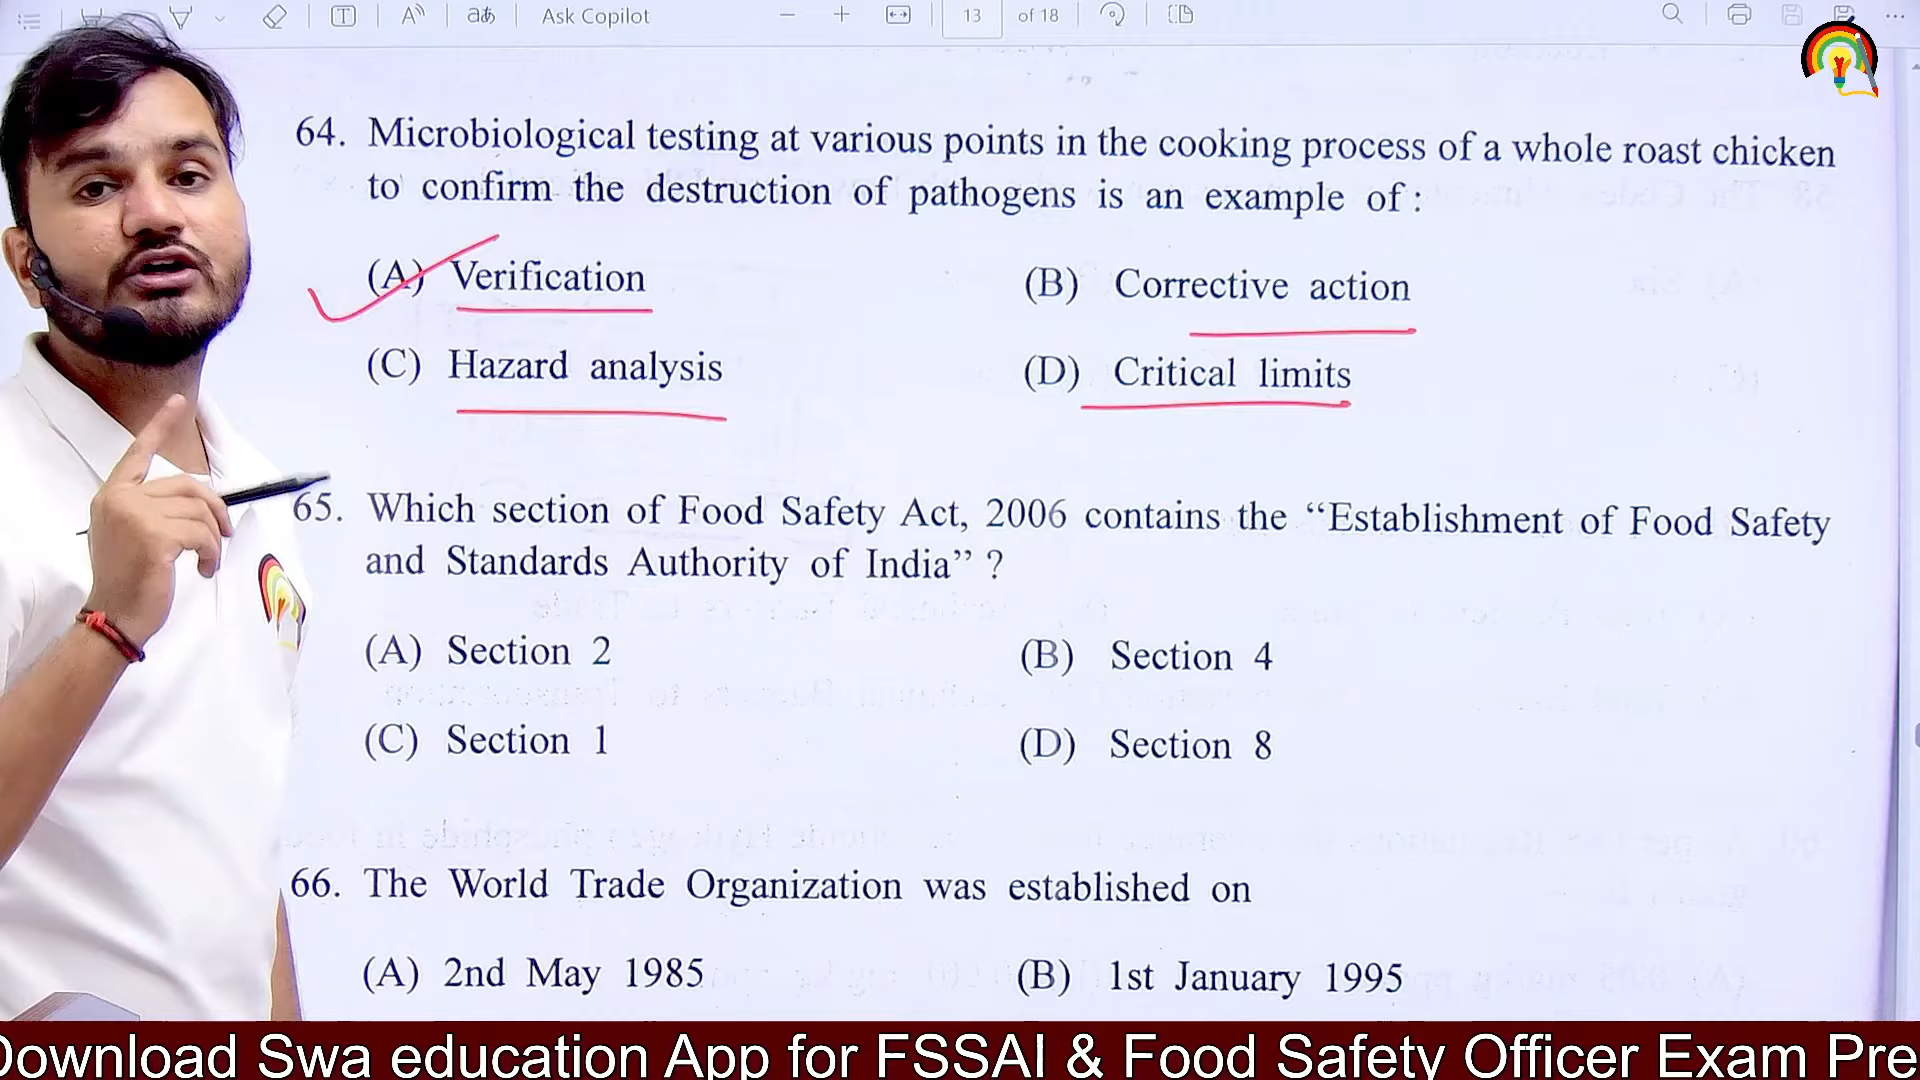 Ask Copilot
13 of 18
64. Microbiological testing at various points in the cooking process of a whole roast chicken
to confirm the destruction of pathogens is an example of :
(A) Verification (B) Corrective action
(C) Hazard analysis (D) Critical limits
65. Which section of Food Safety Act, 2006 contains the “Establishment of Food Safety
and Standards Authority of India” ?
(A) Section 2 (B) Section 4
(C) Section 1 (D) Section 8
66. The World Trade Organization was established on
(A) 2nd May 1985 (B) 1st January 1995
Download Swa education App for FSSAI & Food Safety Officer Exam Pre